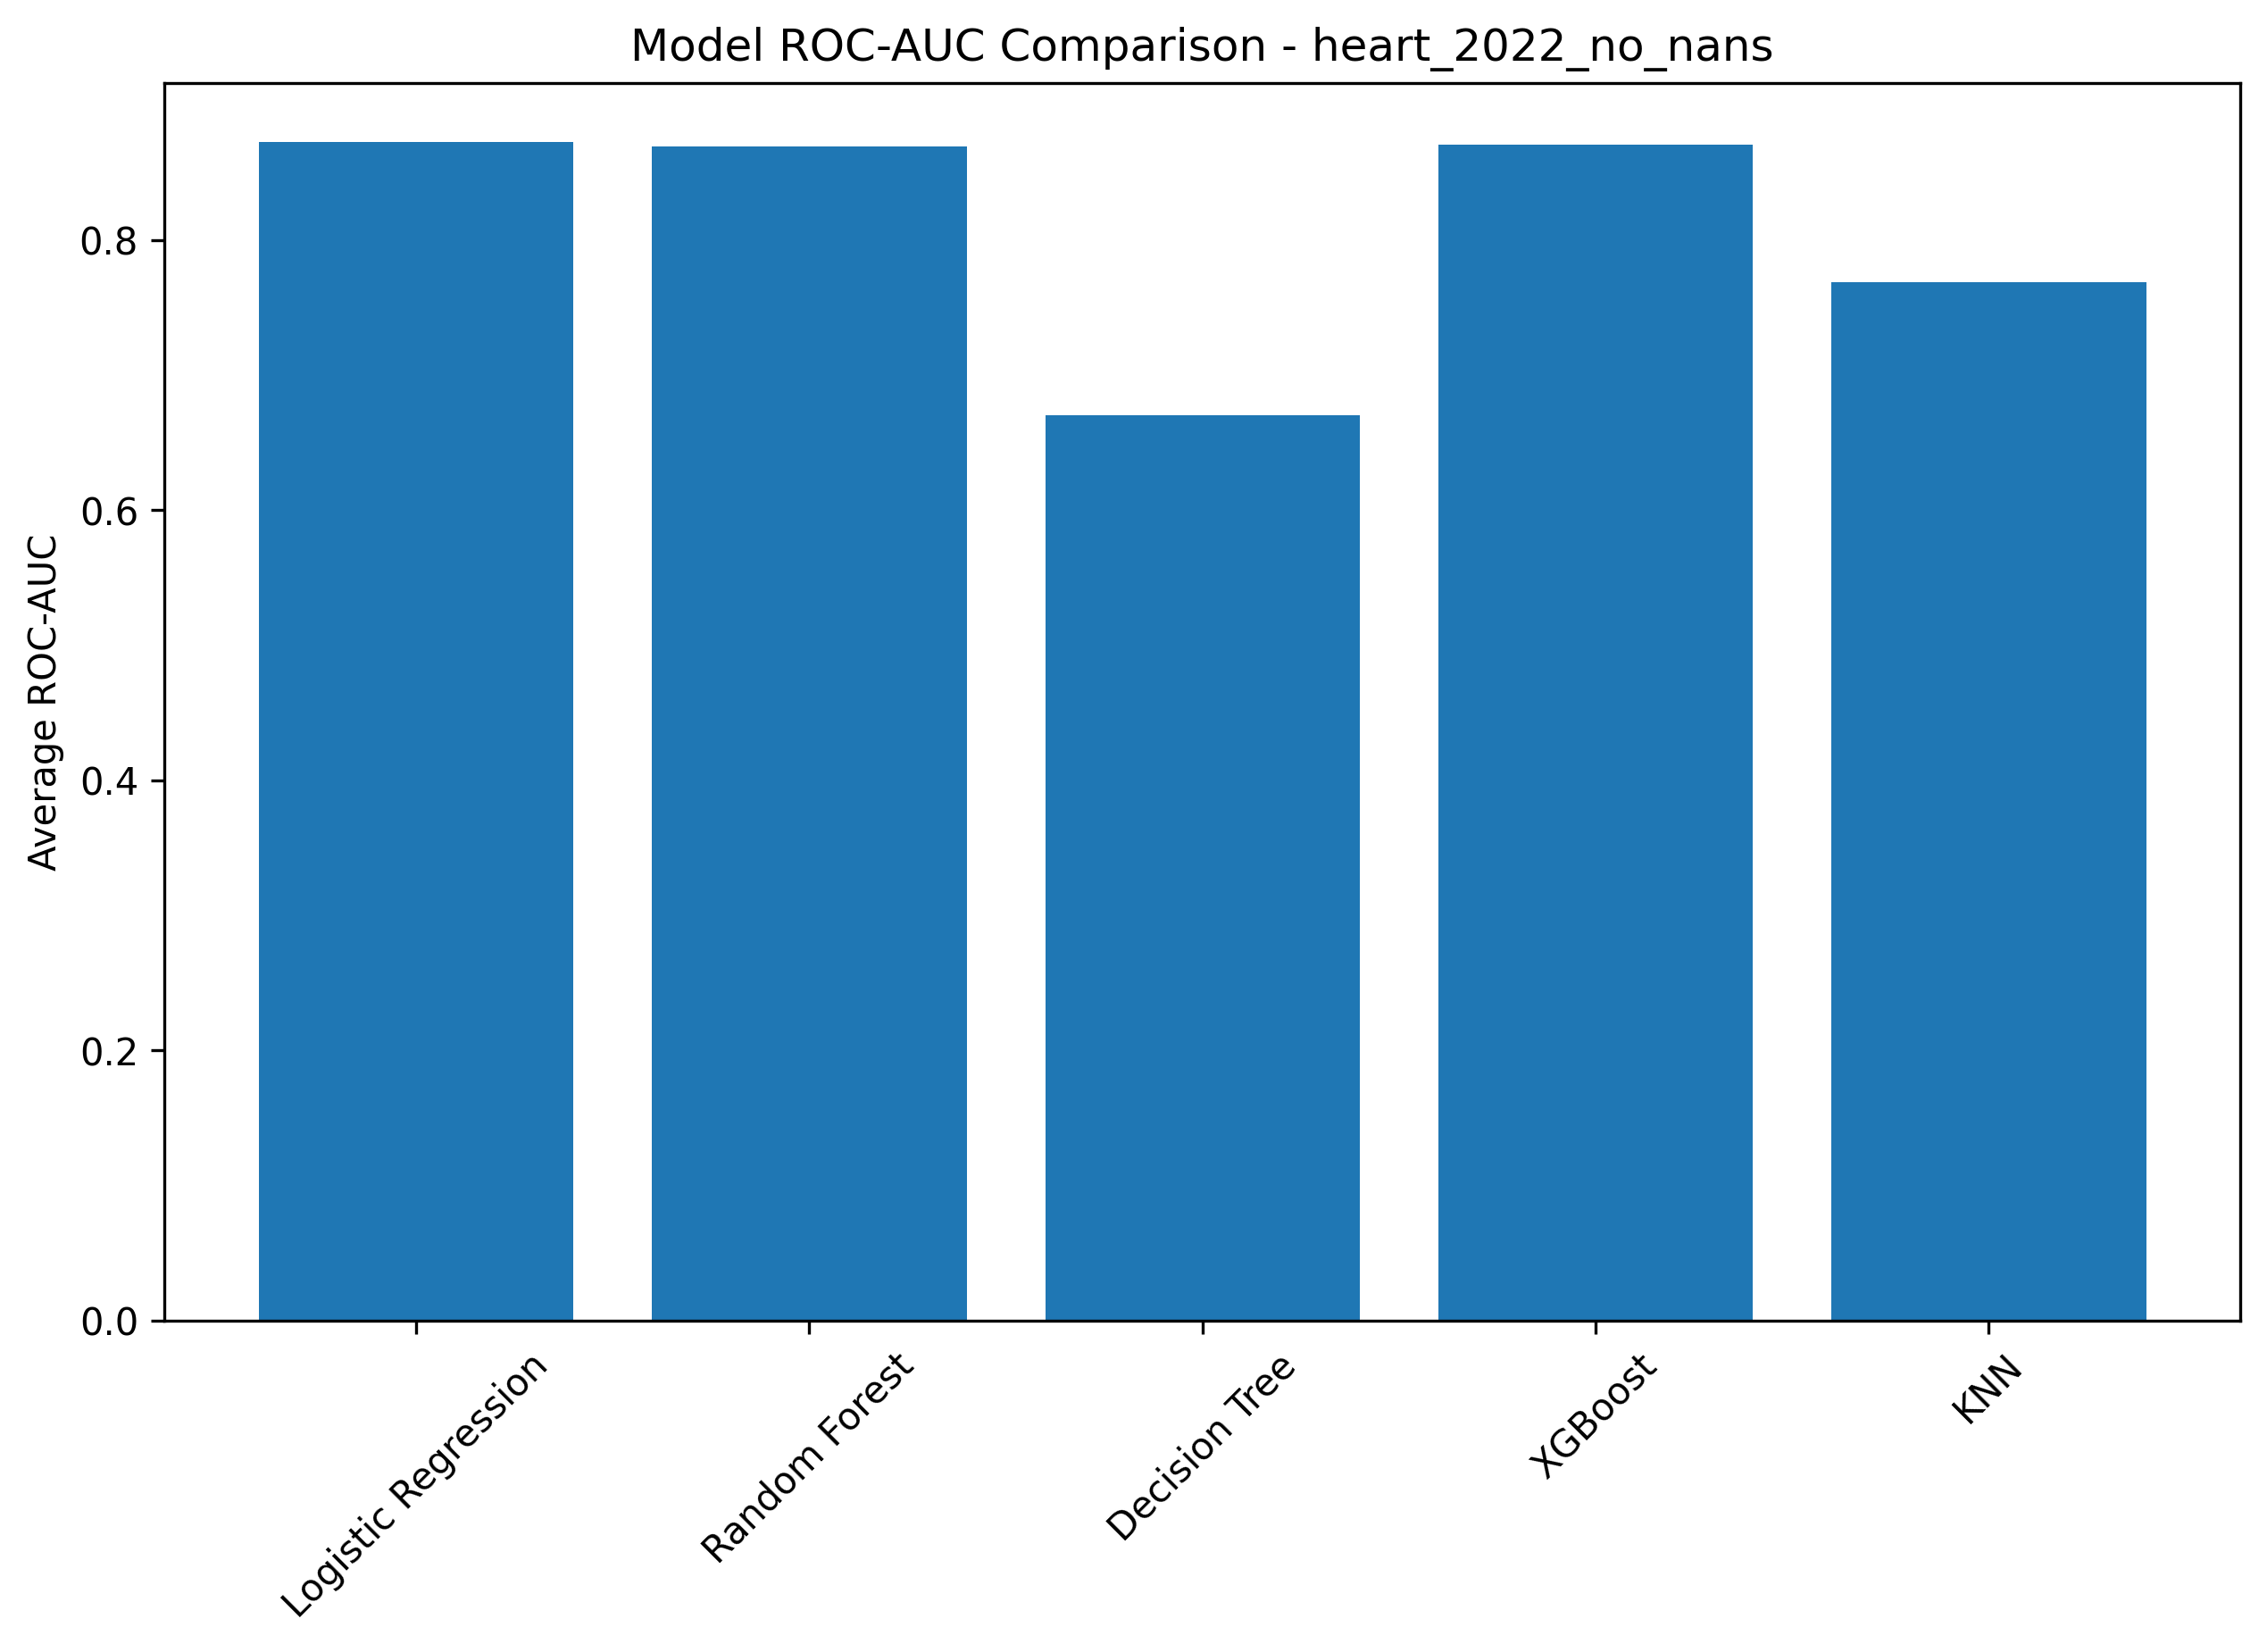 Model ROC-AUC Comparison - heart_2022_no_nans
Average ROC-AUC
0.8
0.6
0.4
0.2
0.0
Logistic Regression
Random Forest
Decision Tree
XGBoost
KNN